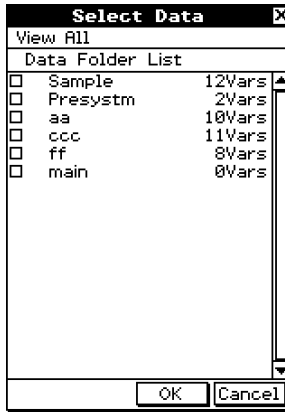 Select Data
View All
Data Folder List
Sample 12Vars
Presystm 2Vars
aa 10Vars
ccc 11Vars
ff 8Vars
main 0Vars
OK Cancel